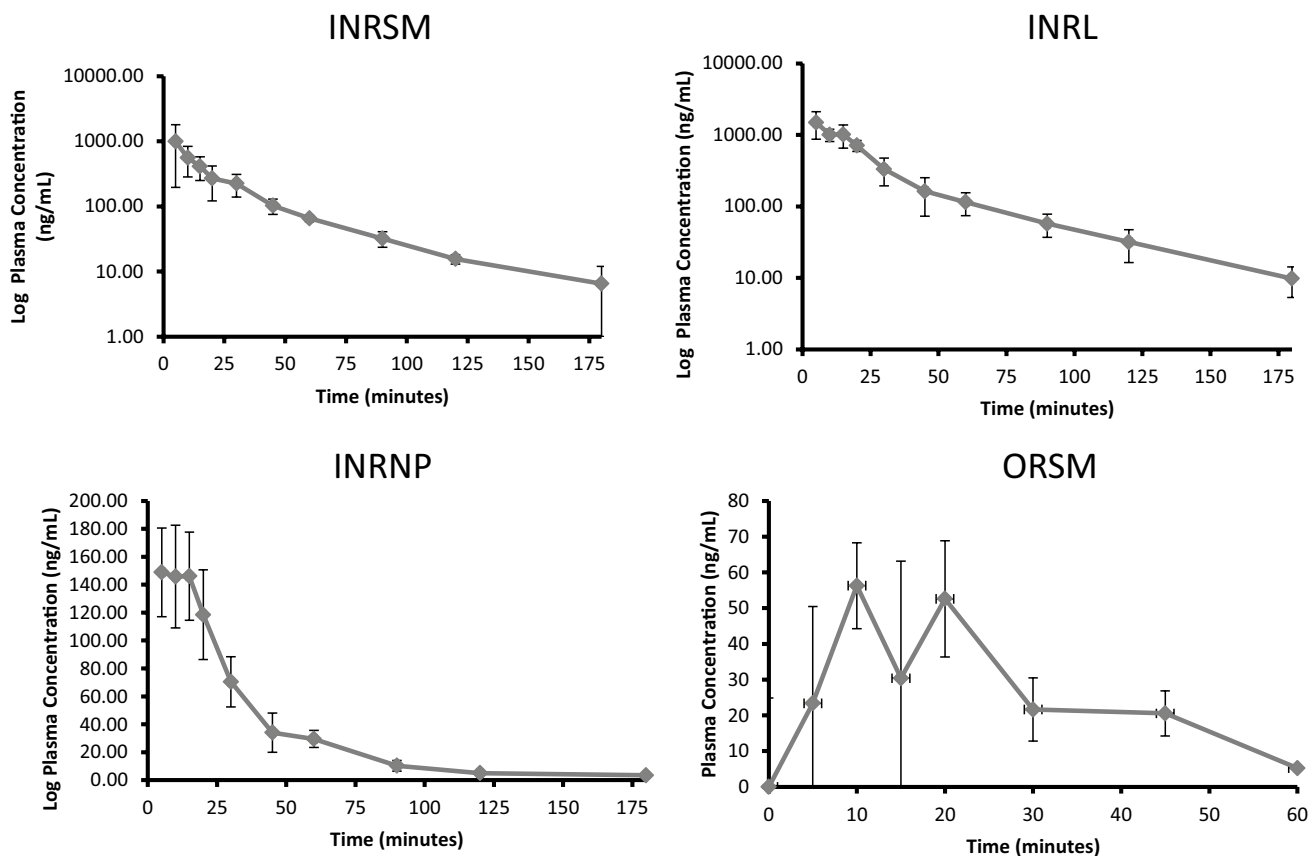 INRSM
Log Plasma Concentration
(ng/mL)
10000.00
1000.00
100.00
10.00
1.00
0 25 50 75 100 125 150 175
Time (minutes)
INRL
Log Plasma Concentration (ng/mL)
10000.00
1000.00
100.00
10.00
1.00
0 25 50 75 100 125 150 175
Time (minutes)
INRNP
Log Plasma Concentration (ng/mL)
200.00
180.00
160.00
140.00
120.00
100.00
80.00
60.00
40.00
20.00
0.00
0 25 50 75 100 125 150 175
Time (minutes)
ORSM
Plasma Concentration (ng/mL)
80
70
60
50
40
30
20
10
0
0 10 20 30 40 50 60
Time (minutes)